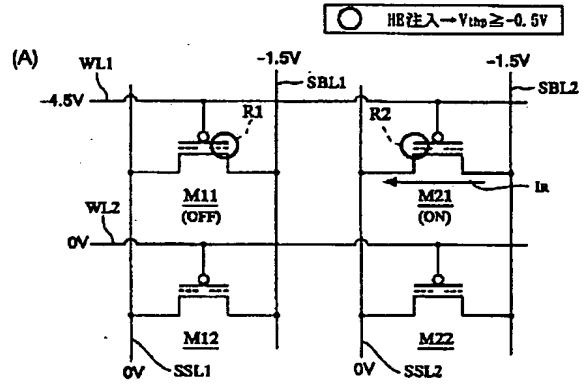 HE注入→Vthp≧-0.5V
(A)
-1.5V
-1.5V
WL1
SBL1
SBL2
-4.5V
R1
R2
M11
(OFF)
M21
(ON)
IR
WL2
0V
M12
M22
0V
SSL1
0V
SSL2